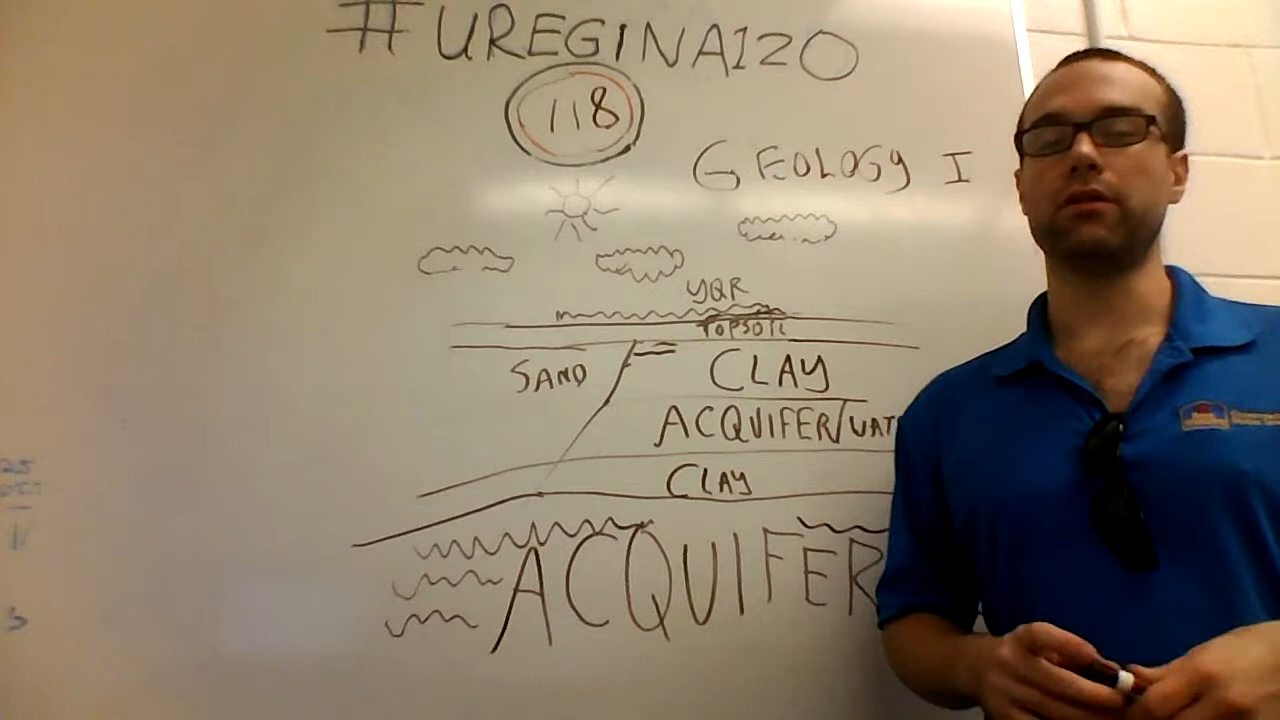 #UREGINA120
118
GEOLOGY I
YQR
TOPSOIL
SAND
CLAY
ACQUIFER/WAT
CLAY
ACQUIFER